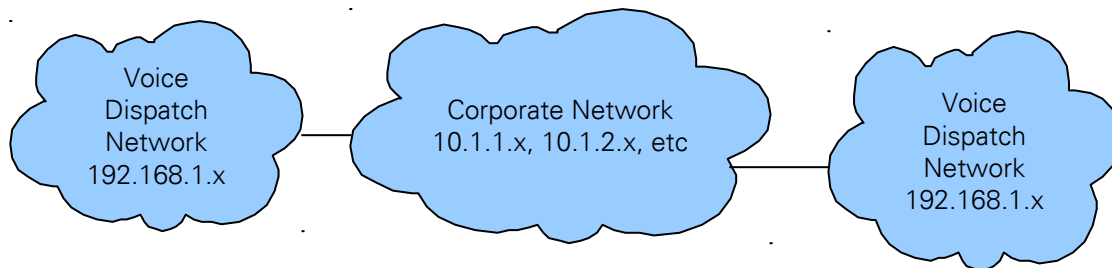 Voice
Dispatch
Network
192.168.1.x
Corporate Network
10.1.1.x, 10.1.2.x, etc
Voice
Dispatch
Network
192.168.1.x